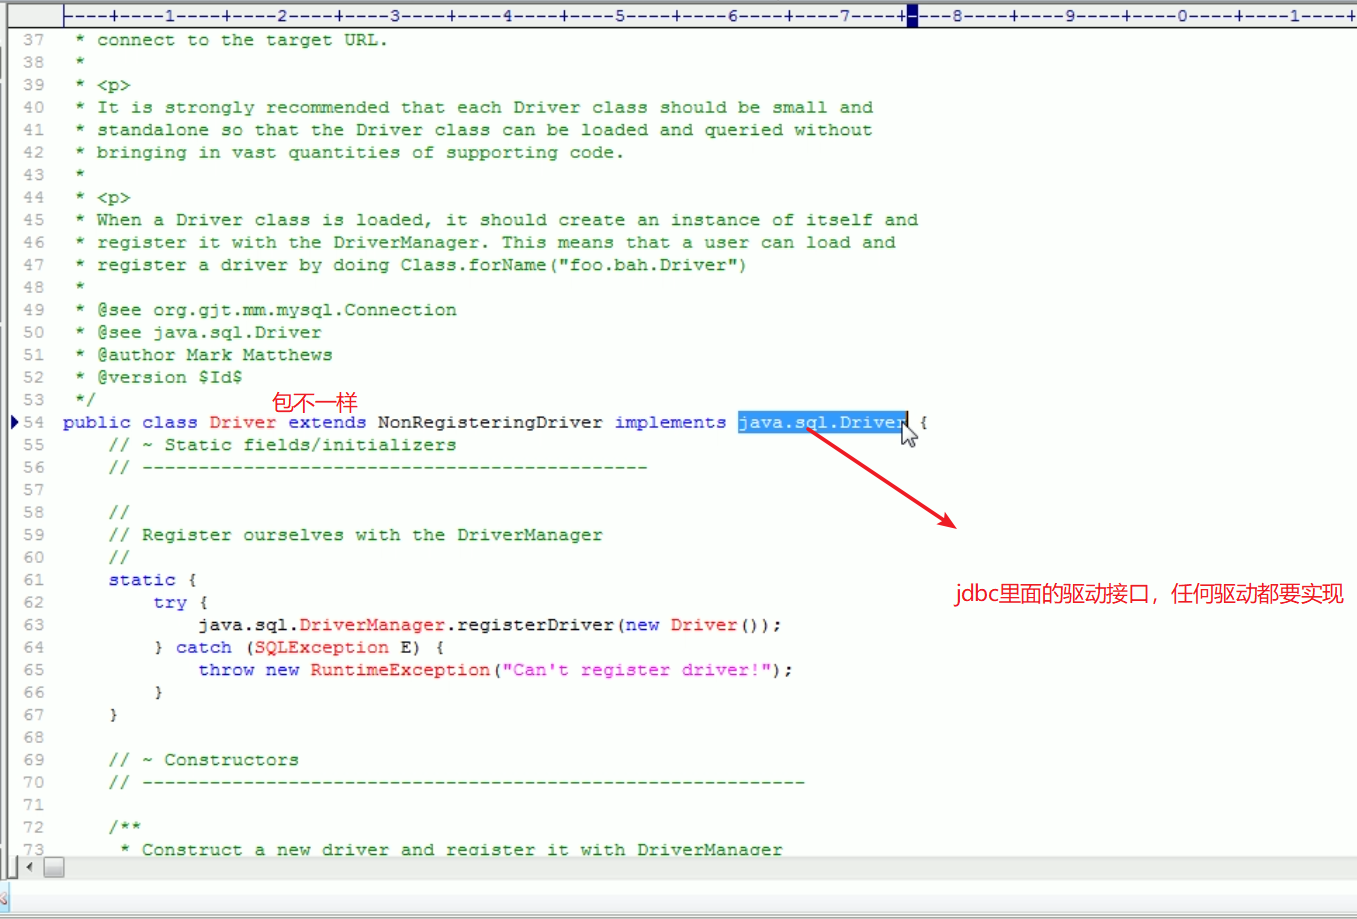 |----+----1----+----2----+----3----+----4----+----5----+----6----+----7----+----8----+----9----+----0----+----1----+
37 * connect to the target URL.
38 *
39 * <p>
40 * It is strongly recommended that each Driver class should be small and
41 * standalone so that the Driver class can be loaded and queried without
42 * bringing in vast quantities of supporting code.
43 *
44 * <p>
45 * When a Driver class is loaded, it should create an instance of itself and
46 * register it with the DriverManager. This means that a user can load and
47 * register a driver by doing Class.forName("foo.bah.Driver")
48 *
49 * @see org.gjt.mm.mysql.Connection
50 * @see java.sql.Driver
51 * @author Mark Matthews
52 * @version $Id$
53 */
包不一样
54 public class Driver extends NonRegisteringDriver implements java.sql.Driver {
55 // ~ Static fields/initializers
56 // ---------------------------------------------
57
58 //
59 // Register ourselves with the DriverManager
60 //
61 static {
jdbc里面的驱动接口，任何驱动都要实现
62 try {
63 java.sql.DriverManager.registerDriver(new Driver());
64 } catch (SQLException E) {
65 throw new RuntimeException("Can't register driver!");
66 }
67 }
68
69 // ~ Constructors
70 // -----------------------------------------------------------
71
72 /**
73 * Construct a new driver and register it with DriverManager